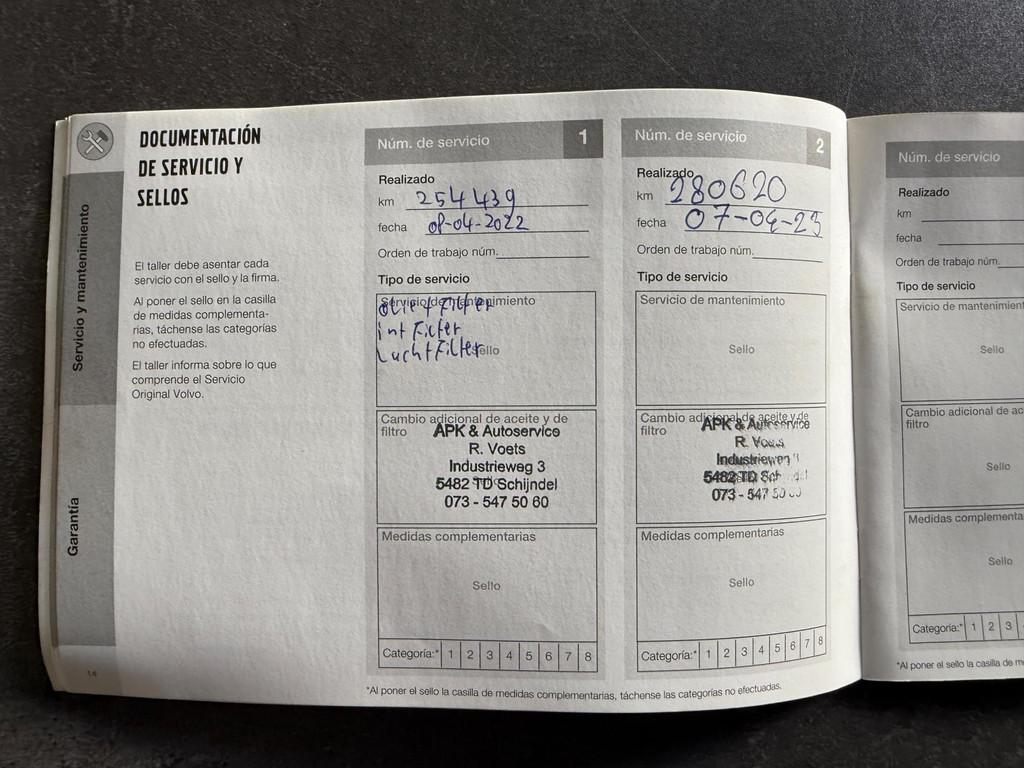 DOCUMENTACIÓN
DE SERVICIO Y
SELLOS
El taller debe asentar cada
servicio con el sello y la firma.
Al poner el sello en la casilla
de medidas complementa-
rias, táchense las categorías
no efectuadas.
El taller informa sobre lo que
comprende el Servicio
Original Volvo.
Servicio y mantenimiento
Garantía
14
Núm. de servicio 1
Realizado
km 254439
fecha 08-04-2022
Orden de trabajo núm.
Tipo de servicio
Servicio de mantenimiento
olie + Filter
int Filter
Lucht Filter
Sello
Cambio adicional de aceite y de
filtro
APK & Autoservice
R. Voets
Industrieweg 3
5482 TD Schijndel
073 - 547 50 60
Medidas complementarias
Sello
Categoría:* 1 2 3 4 5 6 7 8
Núm. de servicio 2
Realizado
km 280620
fecha 07-04-23
Orden de trabajo núm.
Tipo de servicio
Servicio de mantenimiento
Sello
Cambio adicional de aceite y de
filtro
APK & Autoservice
R. Voets
Industrieweg
5482 TD Schijndel
073 - 547 50 60
Medidas complementarias
Sello
Categoría:* 1 2 3 4 5 6 7 8
*Al poner el sello la casilla de medidas complementarias, táchense las categorías no efectuadas.
Núm. de servicio
Realizado
km
fecha
Orden de trabajo núm.
Tipo de servicio
Servicio de mantenimient
Sello
Cambio adicional de ac
filtro
Sello
Medidas complementa
Sello
Categoría:* 1 2 3
*Al poner el sello la casilla de m